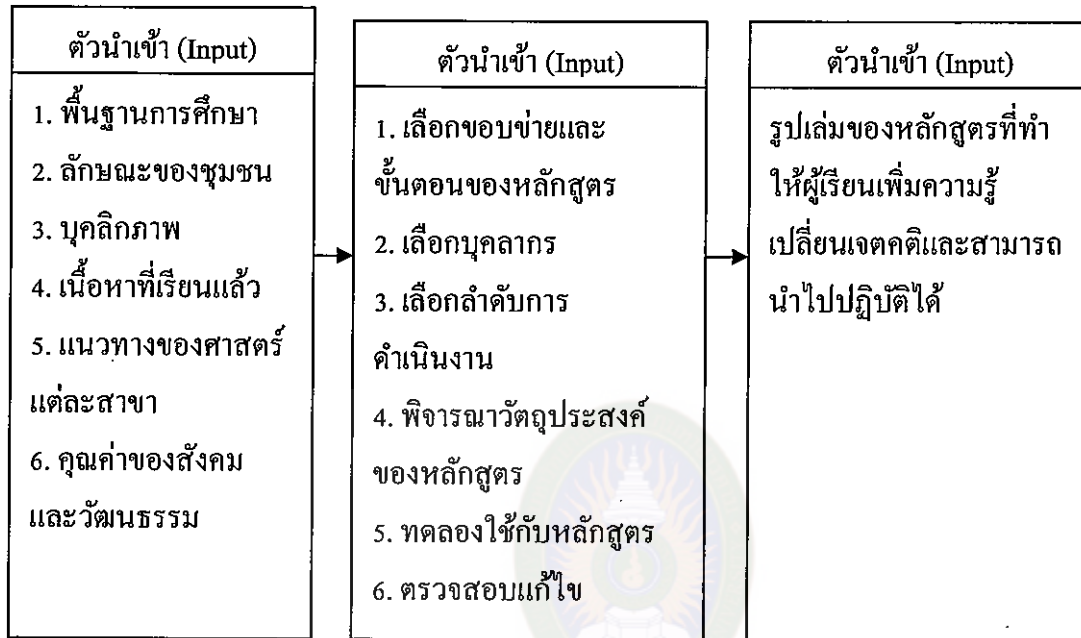 ตัวนำเข้า (Input)
1. พื้นฐานการศึกษา
2. ลักษณะของชุมชน
3. บุคลิกภาพ
4. เนื้อหาที่เรียนแล้ว
5. แนวทางของศาสตร์
แต่ละสาขา
6. คุณค่าของสังคม
และวัฒนธรรม
ตัวนำเข้า (Input)
1. เลือกขอบข่ายและ
ขั้นตอนของหลักสูตร
2. เลือกบุคลากร
3. เลือกลำดับการ
ดำเนินงาน
4. พิจารณาวัตถุประสงค์
ของหลักสูตร
5. ทดลองใช้กับหลักสูตร
6. ตรวจสอบแก้ไข
ตัวนำเข้า (Input)
รูปเล่มของหลักสูตรที่ทำ
ให้ผู้เรียนเพิ่มความรู้
เปลี่ยนเจตคติและสามารถ
นำไปปฏิบัติได้